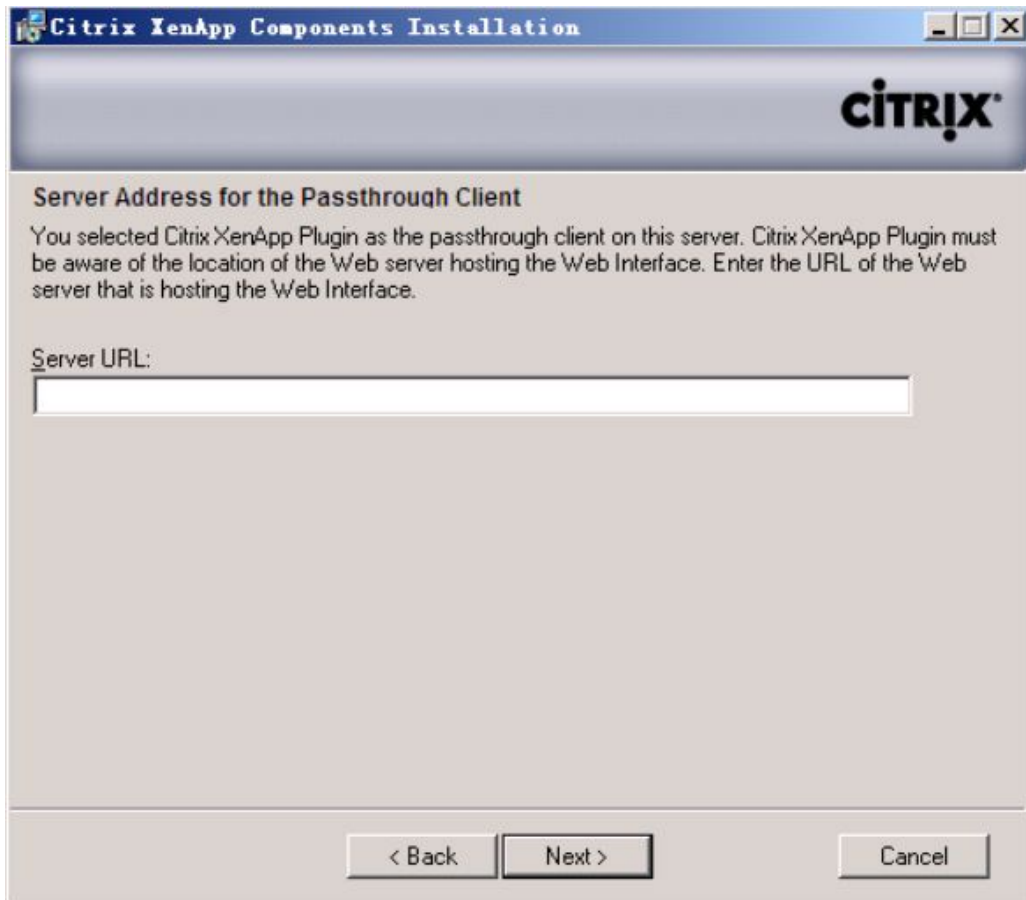 Citrix XenApp Components Installation
CİTRIX
Server Address for the Passthrough Client
You selected Citrix XenApp Plugin as the passthrough client on this server. Citrix XenApp Plugin must
be aware of the location of the Web server hosting the Web Interface. Enter the URL of the Web
server that is hosting the Web Interface.
Server URL:
< Back
Next >
Cancel